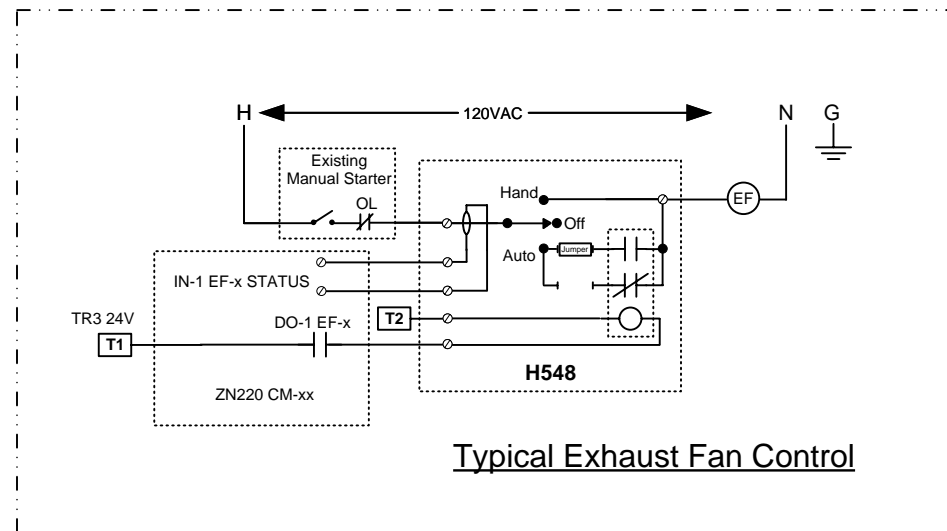 H
120VAC
N
G
Existing
Manual Starter
OL
Hand
Off
EF
Auto
Jumper
IN-1 EF-x STATUS
TR3 24V
T1
DO-1 EF-x
T2
ZN220 CM-xx
H548
Typical Exhaust Fan Control